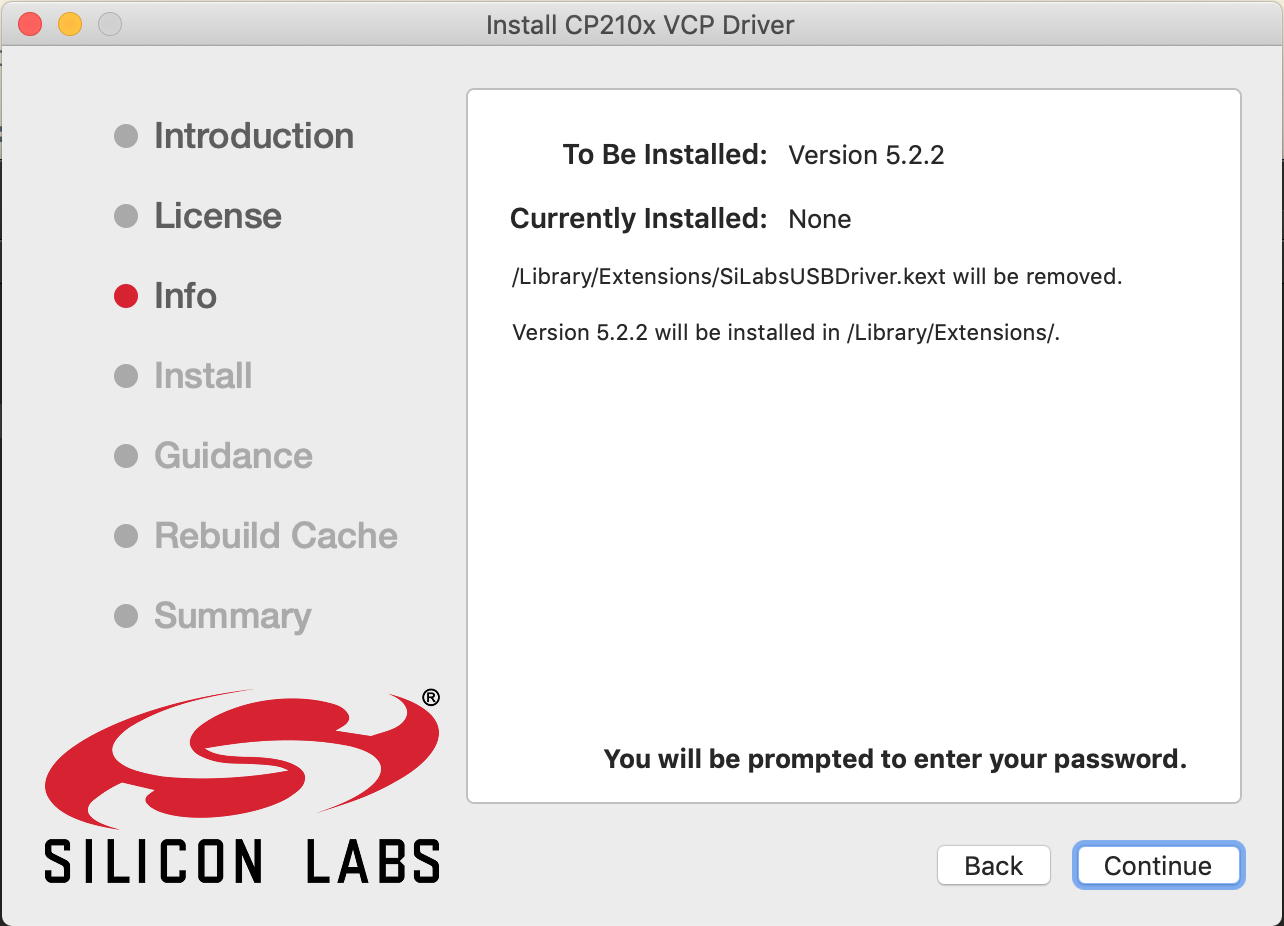 Install CP210x VCP Driver
Introduction
License
Info
Install
Guidance
Rebuild Cache
Summary
To Be Installed: Version 5.2.2
Currently Installed: None
/Library/Extensions/SiLabsUSBDriver.kext will be removed.
Version 5.2.2 will be installed in /Library/Extensions/.
You will be prompted to enter your password.
®
SILICON LABS
Back
Continue